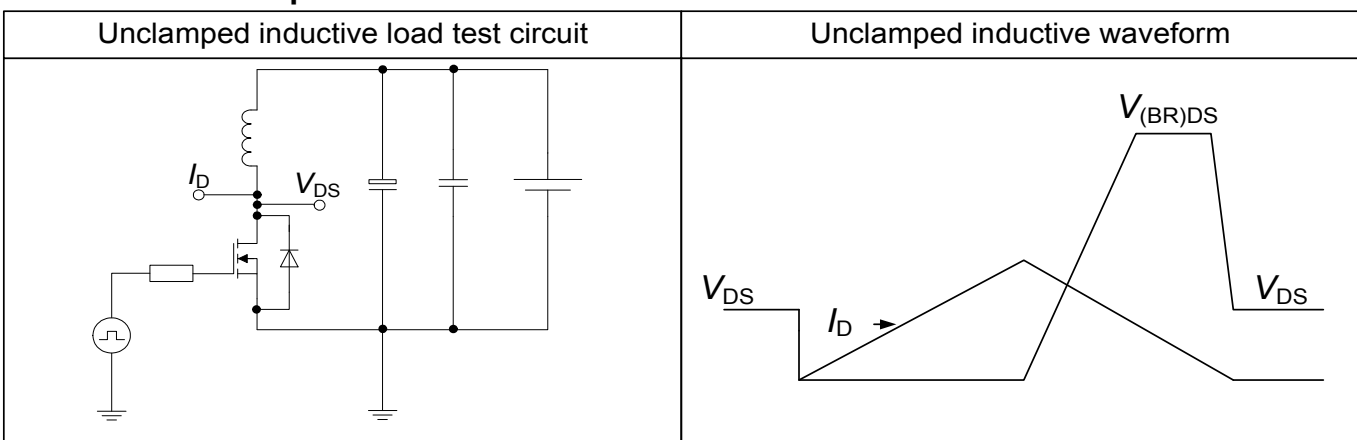 Unclamped inductive load test circuit
Unclamped inductive waveform
I_D
V_DS
V_(BR)DS
V_DS
I_D
V_DS